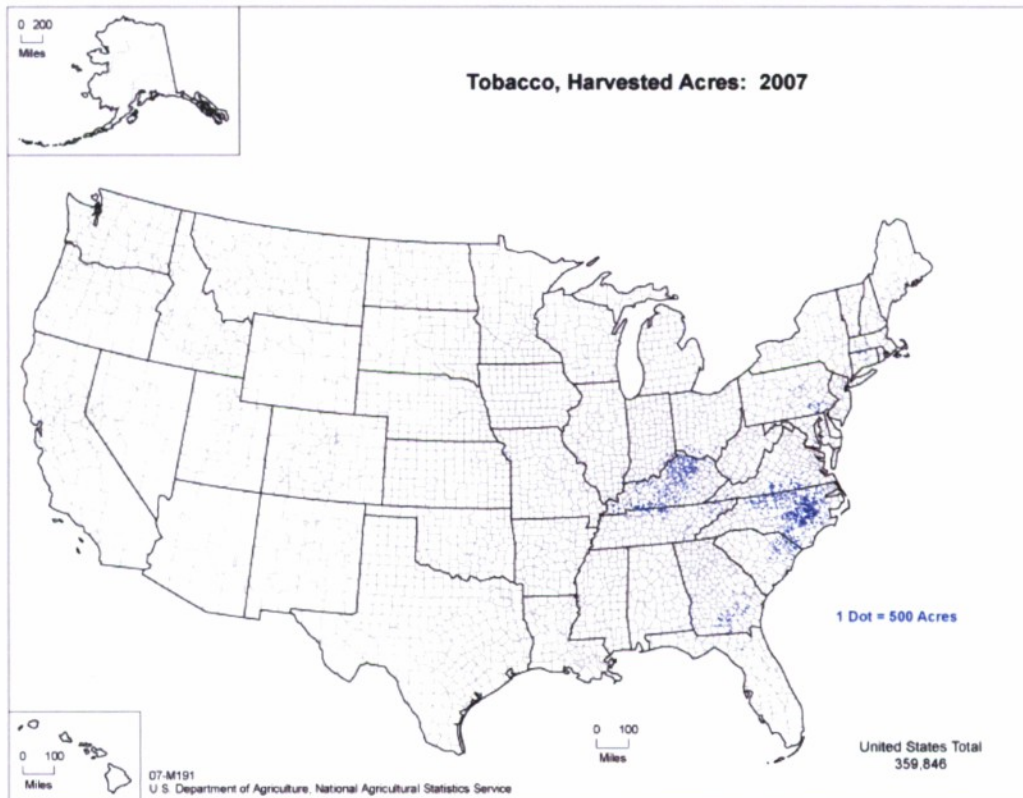 0 200
Miles
Tobacco, Harvested Acres: 2007
1 Dot = 500 Acres
0 100
Miles
0 100
Miles
United States Total
359,846
07-M191
U S Department of Agriculture, National Agricultural Statistics Service